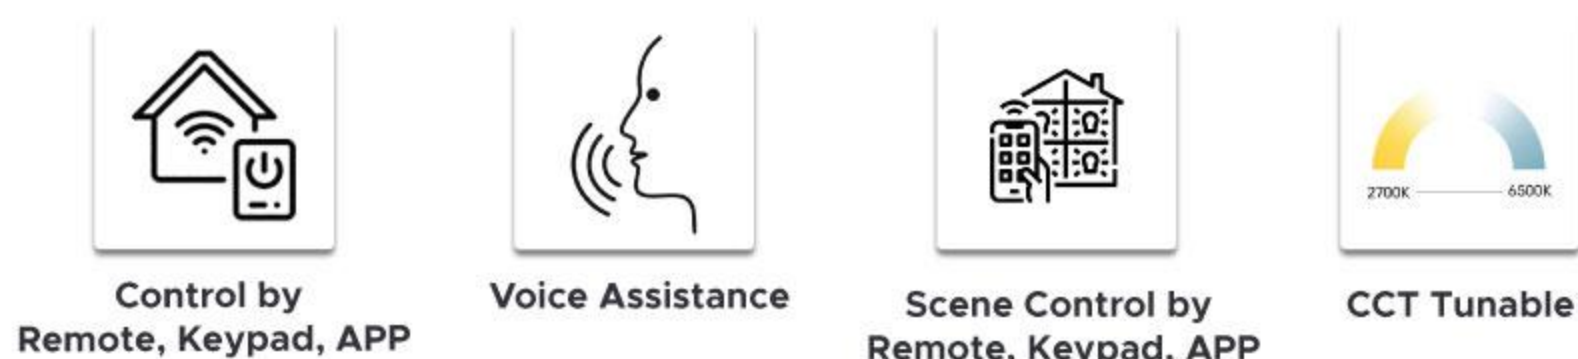 2700K
6500K
Control by
Remote, Keypad, APP
Voice Assistance
Scene Control by
Remote, Keypad, APP
CCT Tunable